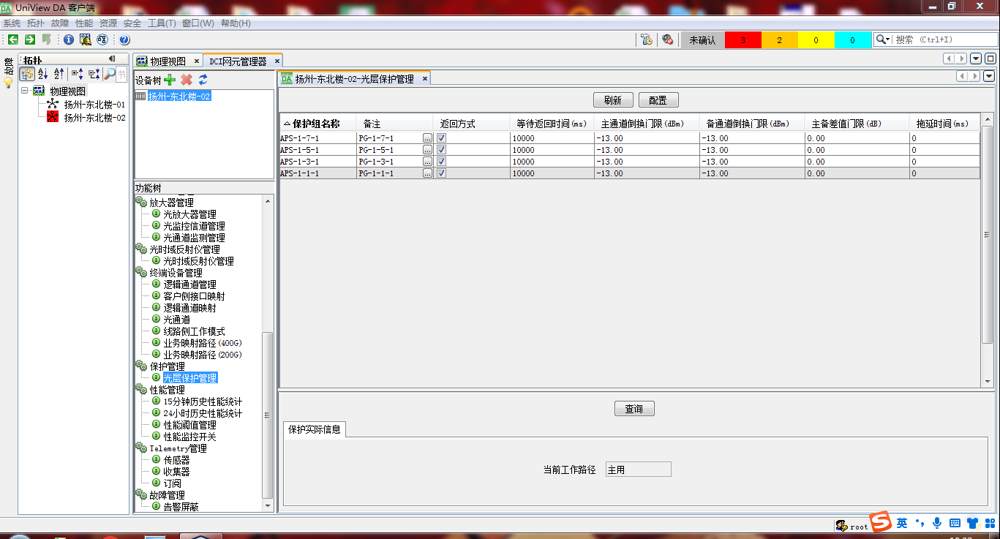 DA UniView DA 客户端
系统 拓扑 故障 性能 资源 安全 工具(T) 窗口(W) 帮助(H)
未确认 3 2 0 0 搜索 (Ctrl+I)
拓扑
物理视图
扬州-东北楼-01
扬州-东北楼-02
物理视图 × DCI网元管理器 ×
设备树
扬州-东北楼-02
功能树
放大器管理
光放大器管理
光监控信道管理
光通道监测管理
光时域反射仪管理
光时域反射仪管理
终端设备管理
逻辑通道管理
客户侧接口映射
逻辑通道映射
光通道
线路侧工作模式
业务映射路径(400G)
业务映射路径(200G)
保护管理
光层保护管理
性能管理
15分钟历史性能统计
24小时历史性能统计
性能阈值管理
性能监控开关
Telemetry管理
传感器
收集器
订阅
故障管理
告警屏蔽
DA 扬州-东北楼-02-光层保护管理 ×
刷新 配置
保护组名称 备注 返回方式 等待返回时间(ms) 主通道倒换门限(dBm) 备通道倒换门限(dBm) 主备差值门限(dB) 拖延时间(ms)
APS-1-7-1 PG-1-7-1 ... 10000 -13.00 -13.00 0.00 0
APS-1-5-1 PG-1-5-1 ... 10000 -13.00 -13.00 0.00 0
APS-1-3-1 PG-1-3-1 ... 10000 -13.00 -13.00 0.00 0
APS-1-1-1 PG-1-1-1 ... 10000 -13.00 -13.00 0.00 0
查询
保护实际信息
当前工作路径 主用
root
英